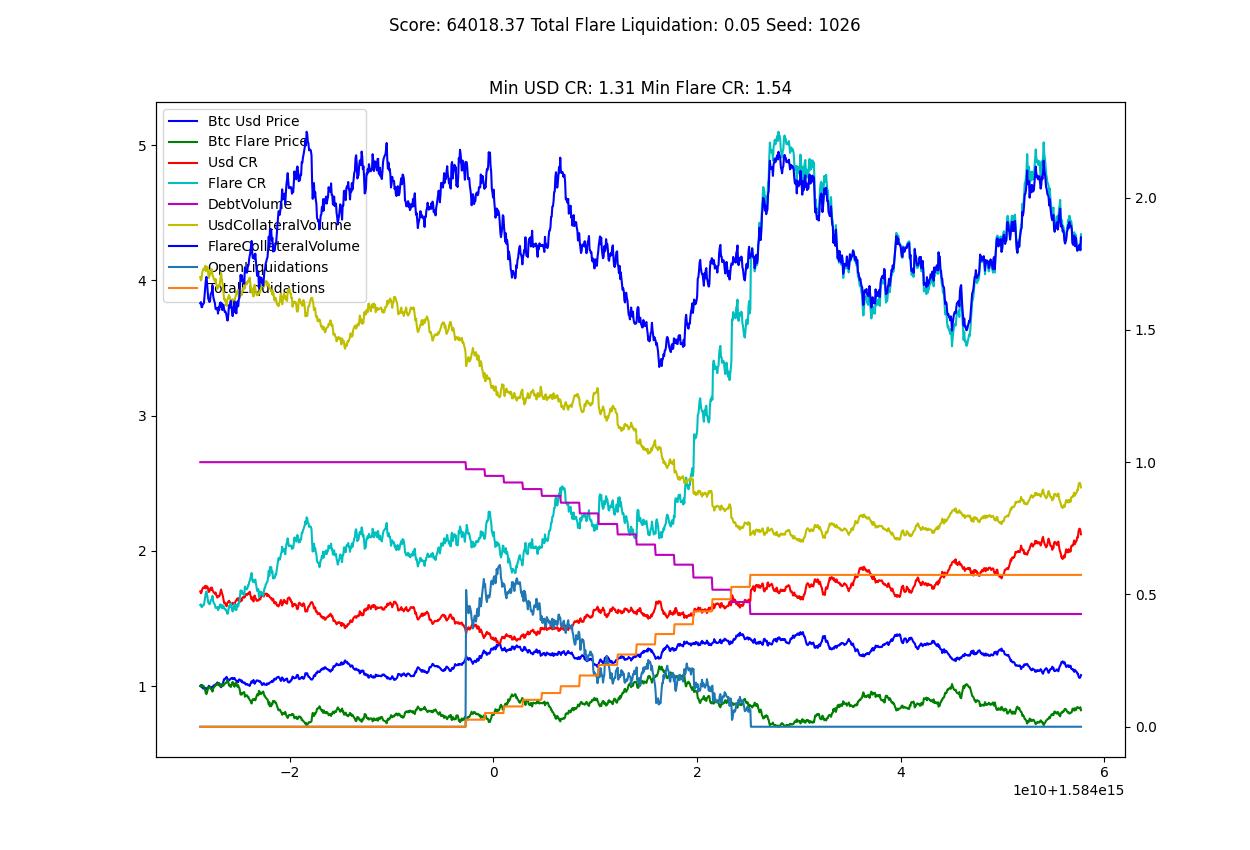 Score: 64018.37 Total Flare Liquidation: 0.05 Seed: 1026
Min USD CR: 1.31 Min Flare CR: 1.54
Btc Usd Price
Btc Flare Price
Usd CR
Flare CR
DebtVolume
UsdCollateralVolume
FlareCollateralVolume
OpenLiquidations
TotalLiquidations
5
4
3
2
1
2.0
1.5
1.0
0.5
0.0
−2
0
2
4
6
1e10+1.584e15